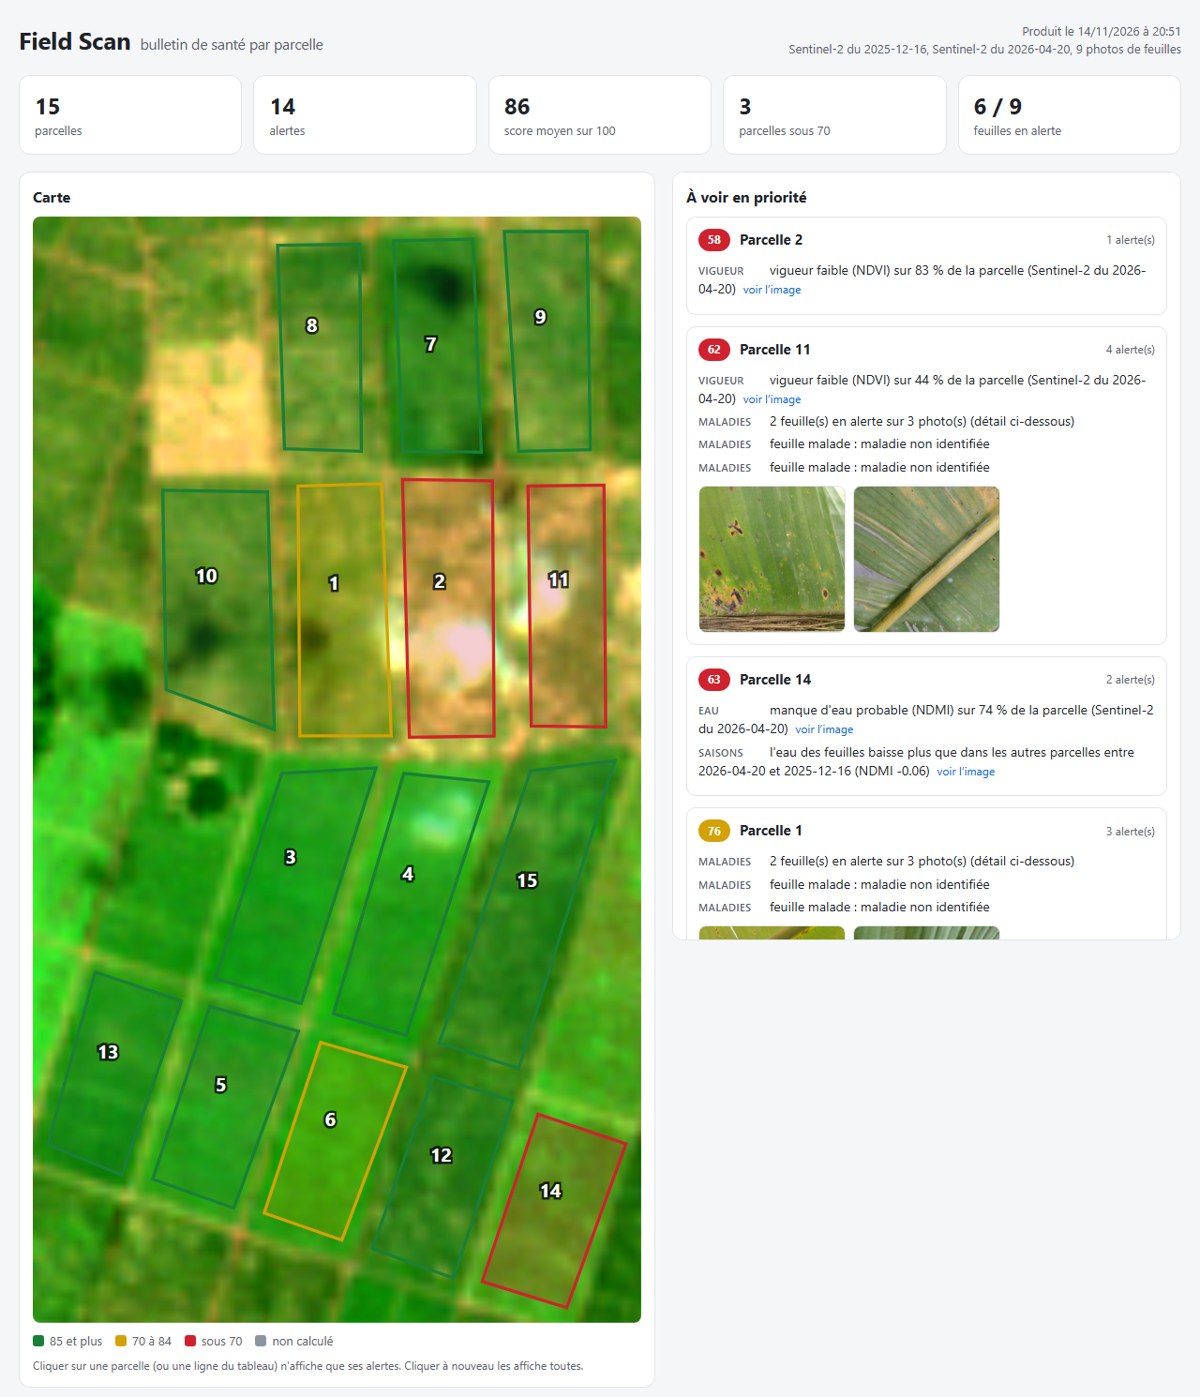 Field Scan bulletin de santé par parcelle
Produit le 14/11/2026 à 20:51
Sentinel-2 du 2025-12-16, Sentinel-2 du 2026-04-20, 9 photos de feuilles
15
parcelles
14
alertes
86
score moyen sur 100
3
parcelles sous 70
6 / 9
feuilles en alerte
Carte
8
7
9
10
1
2
11
3
4
15
13
5
6
12
14
85 et plus
70 à 84
sous 70
non calculé
Cliquer sur une parcelle (ou une ligne du tableau) n'affiche que ses alertes. Cliquer à nouveau les affiche toutes.
À voir en priorité
58 Parcelle 2 1 alerte(s)
VIGUEUR vigueur faible (NDVI) sur 83 % de la parcelle (Sentinel-2 du 2026-
04-20) voir l'image
62 Parcelle 11 4 alerte(s)
VIGUEUR vigueur faible (NDVI) sur 44 % de la parcelle (Sentinel-2 du 2026-
04-20) voir l'image
MALADIES 2 feuille(s) en alerte sur 3 photo(s) (détail ci-dessous)
MALADIES feuille malade : maladie non identifiée
MALADIES feuille malade : maladie non identifiée
63 Parcelle 14 2 alerte(s)
EAU manque d'eau probable (NDMI) sur 74 % de la parcelle (Sentinel-2
du 2026-04-20) voir l'image
SAISONS l'eau des feuilles baisse plus que dans les autres parcelles entre
2026-04-20 et 2025-12-16 (NDMI -0.06) voir l'image
76 Parcelle 1 3 alerte(s)
MALADIES 2 feuille(s) en alerte sur 3 photo(s) (détail ci-dessous)
MALADIES feuille malade : maladie non identifiée
MALADIES feuille malade : maladie non identifiée